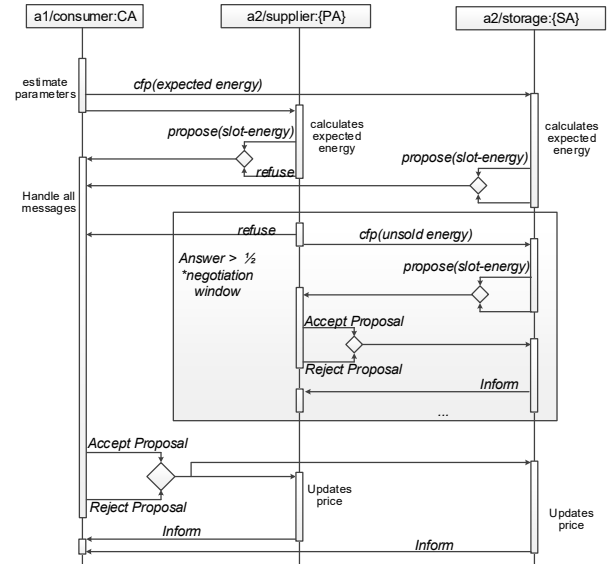 a1/consumer:CA
a2/supplier:{PA}
a2/storage:{SA}
estimate
parameters
cfp(expected energy)
propose(slot-energy)
calculates
expected
energy
calculates
expected
energy
propose(slot-energy)
refuse
Handle all
messages
refuse
cfp(unsold energy)
Answer > ½
*negotiation
window
propose(slot-energy)
Accept Proposal
Reject Proposal
Inform
...
Accept Proposal
Reject Proposal
Updates
price
Updates
price
Inform
Inform